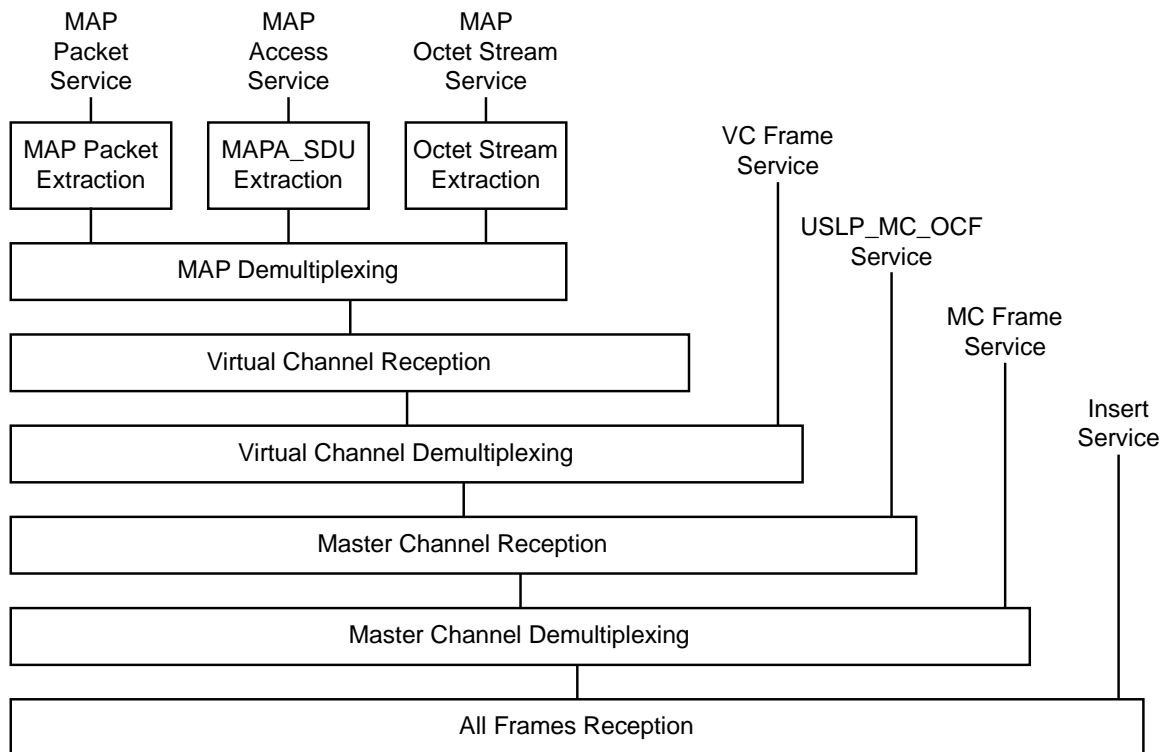 MAP
Packet
Service
MAP
Access
Service
MAP
Octet Stream
Service
MAP Packet
Extraction
MAPA_SDU
Extraction
Octet Stream
Extraction
VC Frame
Service
USLP_MC_OCF
Service
MAP Demultiplexing
MC Frame
Service
Virtual Channel Reception
Insert
Service
Virtual Channel Demultiplexing
Master Channel Reception
Master Channel Demultiplexing
All Frames Reception